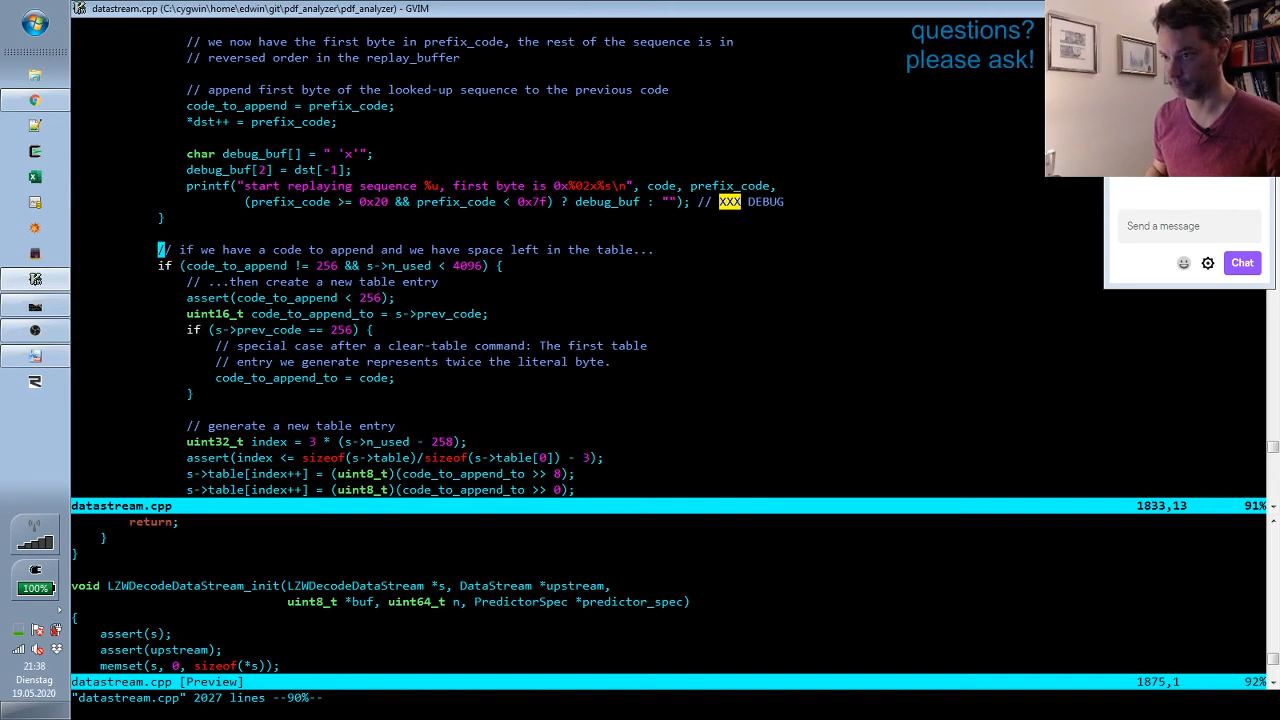 datastream.cpp (C:\cygwin\home\edwin\git\pdf_analyzer\pdf_analyzer) - GVIM
questions?
please ask!
// we now have the first byte in prefix_code, the rest of the sequence is in
// reversed order in the replay_buffer
// append first byte of the looked-up sequence to the previous code
code_to_append = prefix_code;
*dst++ = prefix_code;
char debug_buf[] = " 'x'";
debug_buf[2] = dst[-1];
printf("start replaying sequence %u, first byte is 0x%02x%s\n", code, prefix_code,
(prefix_code >= 0x20 && prefix_code < 0x7f) ? debug_buf : ""); // XXX DEBUG
}
// if we have a code to append and we have space left in the table...
if (code_to_append != 256 && s->n_used < 4096) {
// ...then create a new table entry
assert(code_to_append < 256);
uint16_t code_to_append_to = s->prev_code;
if (s->prev_code == 256) {
// special case after a clear-table command: The first table
// entry we generate represents twice the literal byte.
code_to_append_to = code;
}
// generate a new table entry
uint32_t index = 3 * (s->n_used - 258);
assert(index <= sizeof(s->table)/sizeof(s->table[0]) - 3);
s->table[index++] = (uint8_t)(code_to_append_to >> 8);
s->table[index++] = (uint8_t)(code_to_append_to >> 0);
datastream.cpp 1833,13 91%
return;
}
}
void LZWDecodeDataStream_init(LZWDecodeDataStream *s, DataStream *upstream,
uint8_t *buf, uint64_t n, PredictorSpec *predictor_spec)
{
assert(s);
assert(upstream);
memset(s, 0, sizeof(*s));
datastream.cpp [Preview] 1875,1 92%
"datastream.cpp" 2027 lines --90%--
Send a message
Chat
100%
21:38
Dienstag
19.05.2020